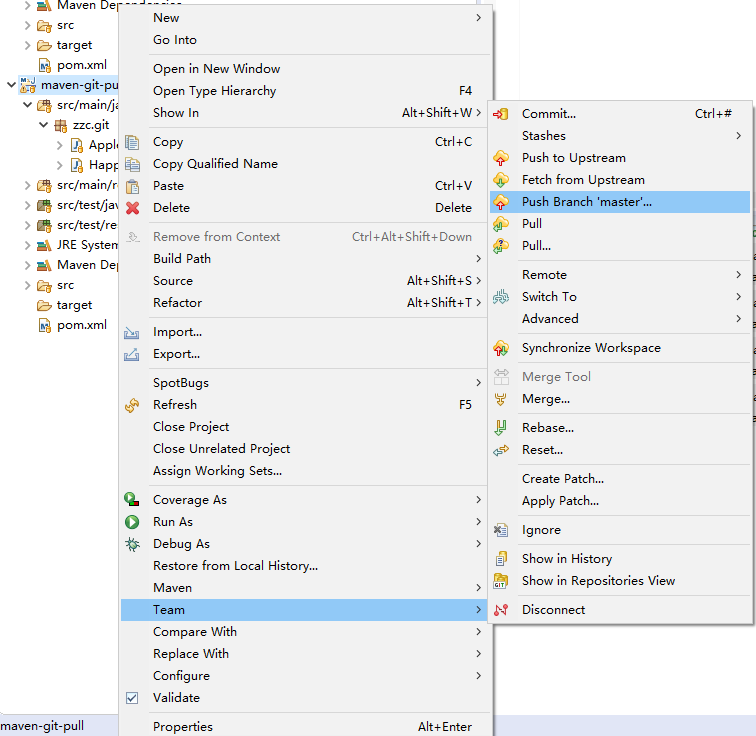 Maven Dependencies
src
target
pom.xml
maven-git-pu
src/main/ja
zzc.git
Apple
Happ
src/main/r
src/test/jav
src/test/re
JRE System
Maven Dep
src
target
pom.xml
New
Go Into
Open in New Window
Open Type Hierarchy F4
Show In Alt+Shift+W
Copy Ctrl+C
Copy Qualified Name
Paste Ctrl+V
Delete Delete
Remove from Context Ctrl+Alt+Shift+Down
Build Path
Source Alt+Shift+S
Refactor Alt+Shift+T
Import...
Export...
SpotBugs
Refresh F5
Close Project
Close Unrelated Project
Assign Working Sets...
Coverage As
Run As
Debug As
Restore from Local History...
Maven
Team
Compare With
Replace With
Configure
Validate
Properties Alt+Enter
Commit... Ctrl+#
Stashes
Push to Upstream
Fetch from Upstream
Push Branch 'master'...
Pull
Pull...
Remote
Switch To
Advanced
Synchronize Workspace
Merge Tool
Merge...
Rebase...
Reset...
Create Patch...
Apply Patch...
Ignore
Show in History
Show in Repositories View
Disconnect
maven-git-pull